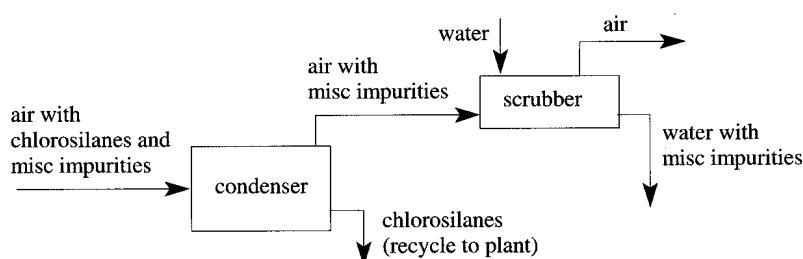 air with
chlorosilanes and
misc impurities
condenser
chlorosilanes
(recycle to plant)
air with
misc impurities
water
scrubber
air
water with
misc impurities